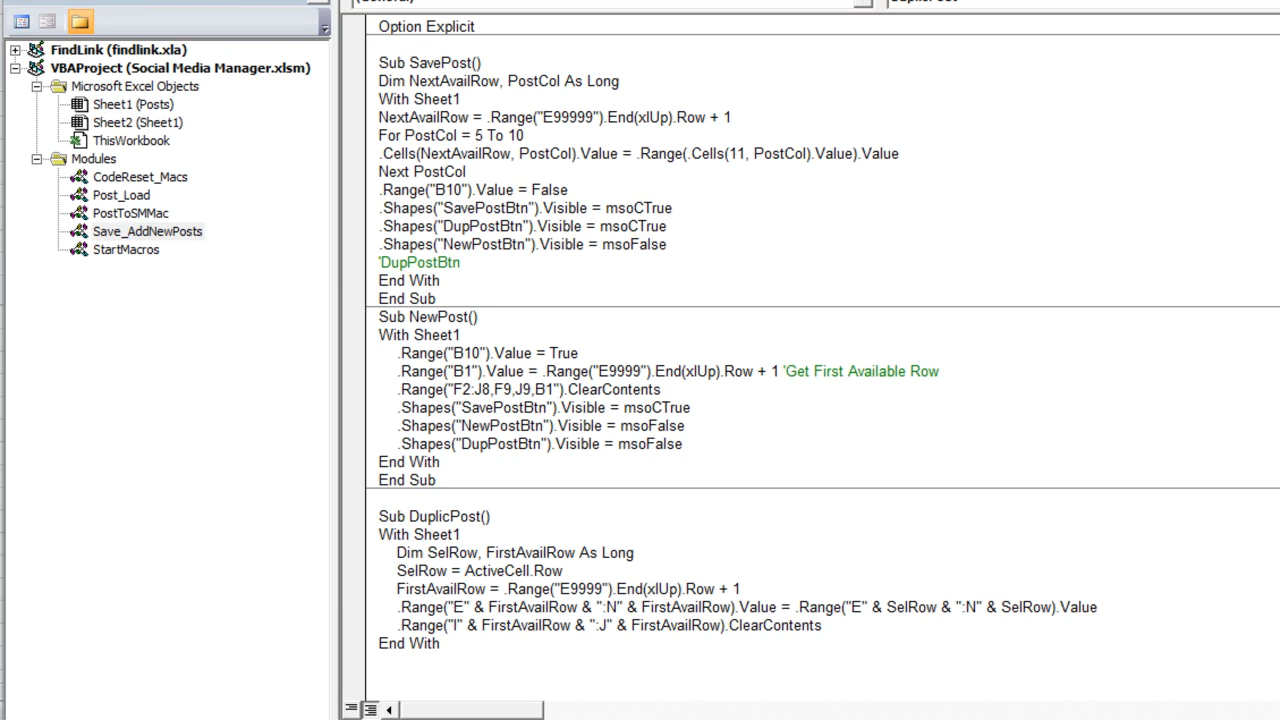 FindLink (findlink.xla)
VBAProject (Social Media Manager.xlsm)
Microsoft Excel Objects
Sheet1 (Posts)
Sheet2 (Sheet1)
ThisWorkbook
Modules
CodeReset_Macs
Post_Load
PostToSMMac
Save_AddNewPosts
StartMacros
Option Explicit
Sub SavePost()
Dim NextAvailRow, PostCol As Long
With Sheet1
NextAvailRow = .Range("E99999").End(xlUp).Row + 1
For PostCol = 5 To 10
.Cells(NextAvailRow, PostCol).Value = .Range(.Cells(11, PostCol).Value).Value
Next PostCol
.Range("B10").Value = False
.Shapes("SavePostBtn").Visible = msoCTrue
.Shapes("DupPostBtn").Visible = msoCTrue
.Shapes("NewPostBtn").Visible = msoFalse
'DupPostBtn
End With
End Sub
Sub NewPost()
With Sheet1
.Range("B10").Value = True
.Range("B1").Value = .Range("E9999").End(xlUp).Row + 1 'Get First Available Row
.Range("F2:J8,F9,J9,B1").ClearContents
.Shapes("SavePostBtn").Visible = msoCTrue
.Shapes("NewPostBtn").Visible = msoFalse
.Shapes("DupPostBtn").Visible = msoFalse
End With
End Sub
Sub DuplicPost()
With Sheet1
Dim SelRow, FirstAvailRow As Long
SelRow = ActiveCell.Row
FirstAvailRow = .Range("E9999").End(xlUp).Row + 1
.Range("E" & FirstAvailRow & ":N" & FirstAvailRow).Value = .Range("E" & SelRow & ":N" & SelRow).Value
.Range("I" & FirstAvailRow & ":J" & FirstAvailRow).ClearContents
End With